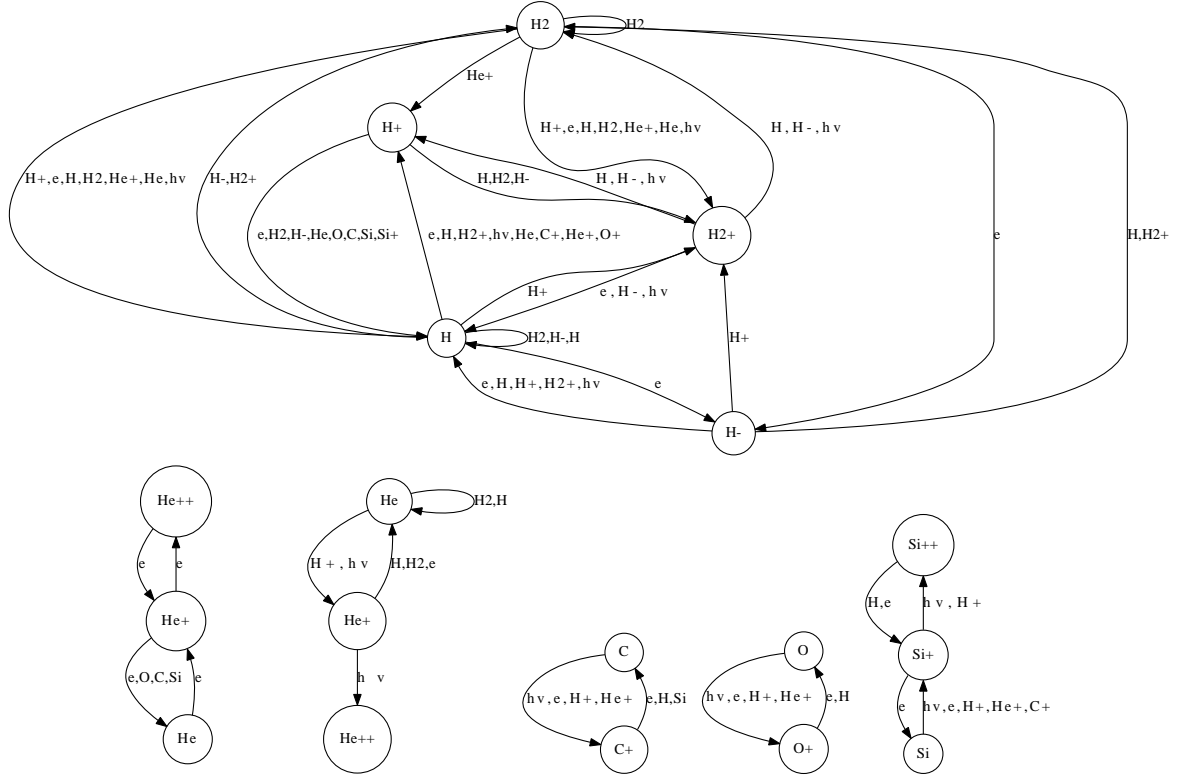 H2
H2
He+
H+
H+,e,H,H2,He+,He,hν
H,H-,hν
H+,e,H,H2,He+,He,hν
H-,H2+
H,H2,H-
H,H-,hν
e,H2,H-,He,O,C,Si,Si+
e,H,H2+,hν,He,C+,He+,O+
H2+
e
H,H2+
H+
e,H-,hν
H
H2,H-,H
H+
e,H,H+,H2+,hν
e
H-
He++
He
H2,H
Si++
e
e
H+,hν
H,H2,e
H,e
hν,H+
He+
He+
C
O
Si+
e,O,C,Si
e
h ν
hν,e,H+,He+
e,H,Si
hν,e,H+,He+
e,H
e
hν,e,H+,He+,C+
He
He++
C+
O+
Si